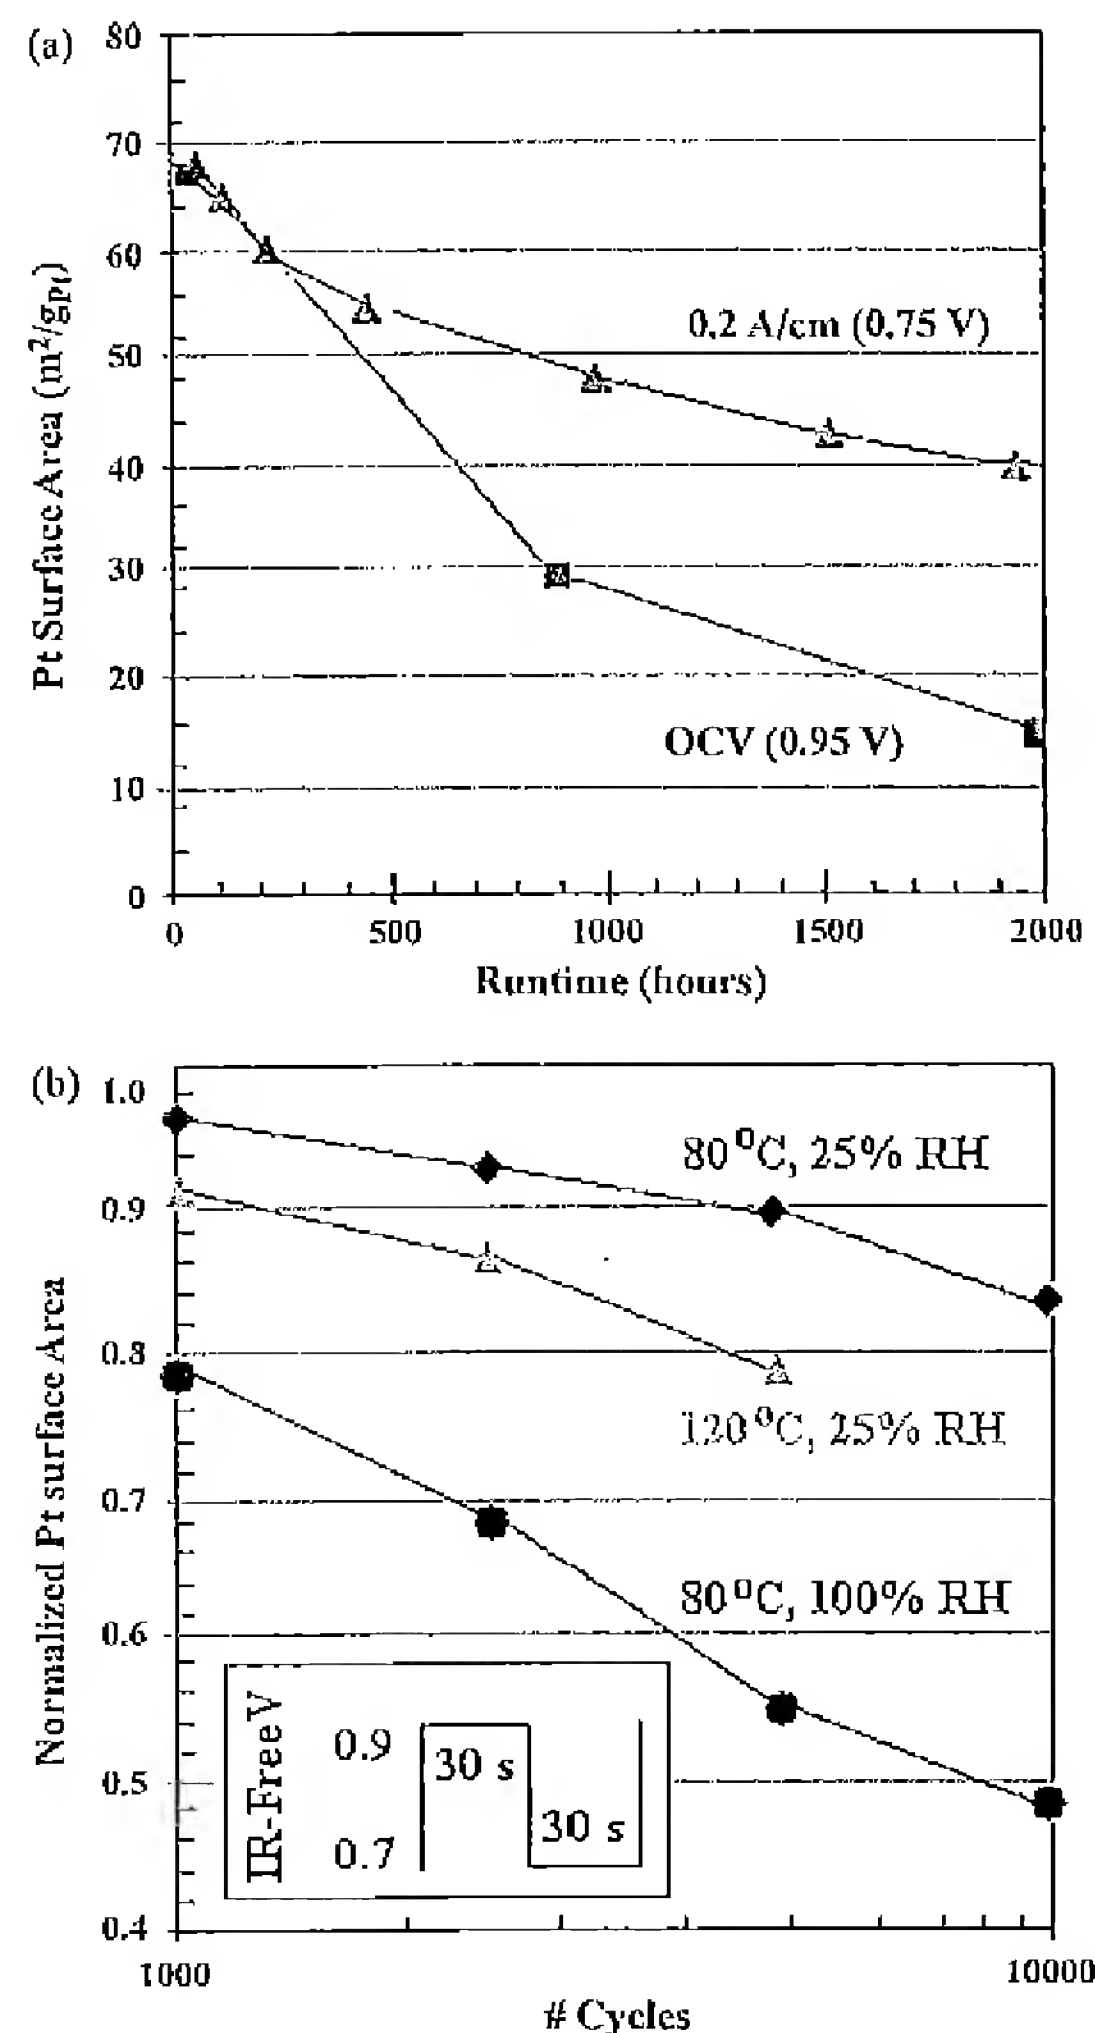 (a)
80
70
60
50
40
30
20
10
0
Pt Surface Area (m²/gPt)
0.2 A/cm (0.75 V)
OCV (0.95 V)
0 500 1000 1500 2000
Runtime (hours)
(b)
1.0
0.9
0.8
0.7
0.6
0.5
0.4
Normalized Pt surface Area
80⁰C, 25% RH
120⁰C, 25% RH
80⁰C, 100% RH
IR-Free V
0.9
30 s
30 s
0.7
1000 10000
# Cycles